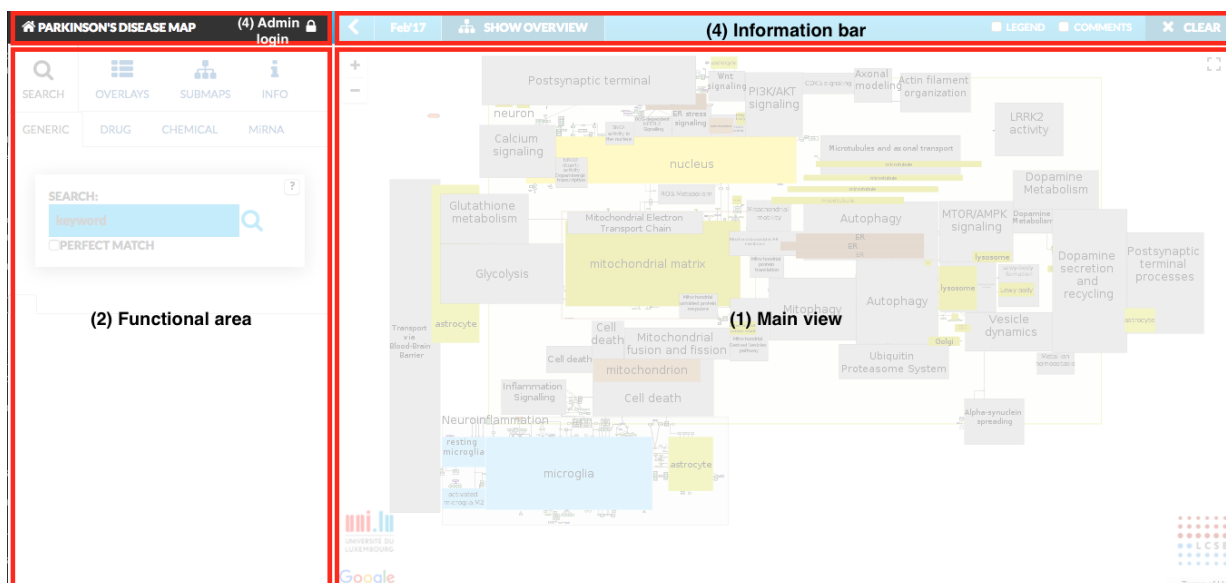 PARKINSON'S DISEASE MAP
(4) Admin
login
Feb'17
SHOW OVERVIEW
(4) Information bar
LEGEND
COMMENTS
CLEAR
SEARCH
OVERLAYS
SUBMAPS
INFO
GENERIC
DRUG
CHEMICAL
MiRNA
SEARCH:
?
keyword
PERFECT MATCH
(2) Functional area
+
−
Postsynaptic terminal
Wnt
signaling
PI3K/AKT
signaling
Axonal
modeling
Actin filament
organization
neuron
ER stress
signaling
LRRK2
activity
Calcium
signaling
nucleus
Microtubules and axonal transport
Dopamine
Metabolism
Glutathione
metabolism
Mitochondrial Electron
Transport Chain
Autophagy
MTOR/AMPK
signaling
Dopamine
Metabolism
ER
ER
Glycolysis
mitochondrial matrix
lysosome
Dopamine
secretion
and
recycling
Postsynaptic
terminal
processes
lysosome
Mitophagy
Autophagy
(1) Main view
astrocyte
Transport
via
Blood-Brain
Barrier
Cell
death
Mitochondrial
fusion and fission
Vesicle
dynamics
astrocyte
Golgi
Cell death
mitochondrion
Ubiquitin
Proteasome System
Inflammation
Signalling
Cell death
Alpha-synuclein
spreading
Neuroinflammation
resting
microglia
microglia
astrocyte
activated
microglia M2
uni.lu
UNIVERSITÉ DU
LUXEMBOURG
LCSB
Google